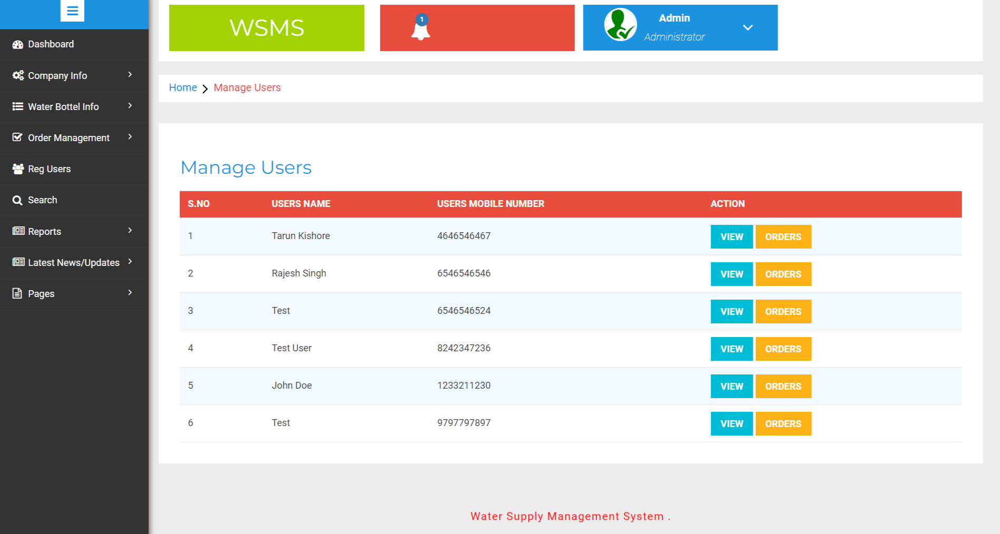 WSMS
1
Admin
Administrator
Dashboard
Company Info
Water Bottel Info
Order Management
Reg Users
Search
Reports
Latest News/Updates
Pages
Home > Manage Users
Manage Users
S.NO USERS NAME USERS MOBILE NUMBER ACTION
1 Tarun Kishore 4646546467 VIEW ORDERS
2 Rajesh Singh 6546546546 VIEW ORDERS
3 Test 6546546524 VIEW ORDERS
4 Test User 8242347236 VIEW ORDERS
5 John Doe 1233211230 VIEW ORDERS
6 Test 9797797897 VIEW ORDERS
Water Supply Management System .